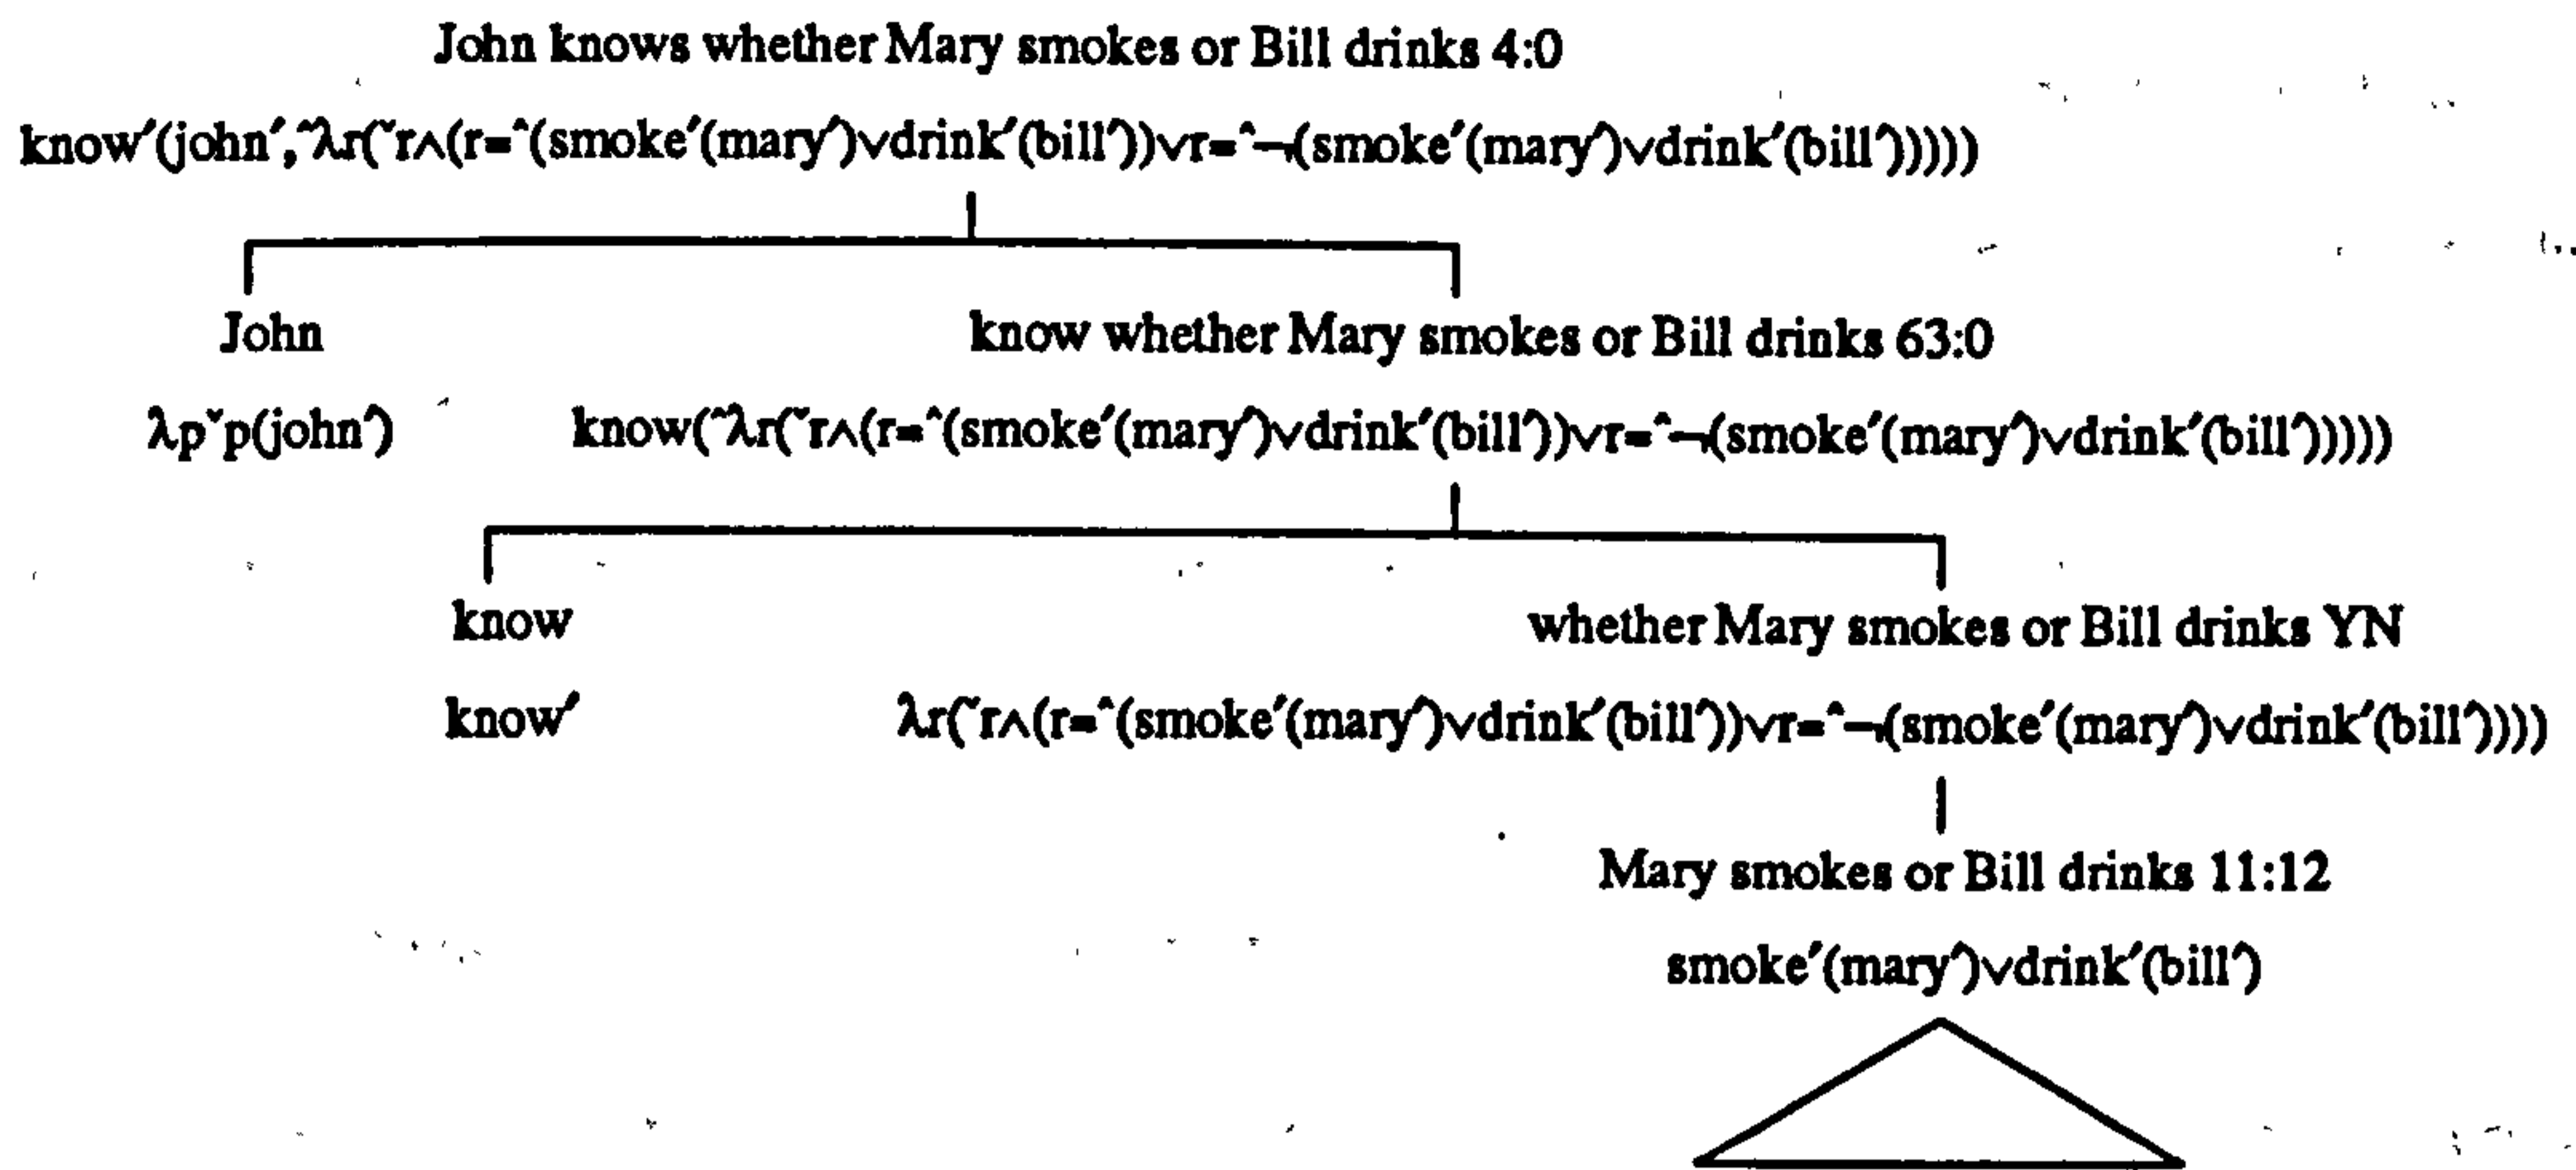 John knows whether Mary smokes or Bill drinks 4:0
know′(john′,^λr(ˇr∧(r=^(smoke′(mary′)∨drink′(bill′))∨r=^¬(smoke′(mary′)∨drink′(bill′)))))
John
know whether Mary smokes or Bill drinks 63:0
λpˇp(john′)
know(^λr(ˇr∧(r=^(smoke′(mary′)∨drink′(bill′))∨r=^¬(smoke′(mary′)∨drink′(bill′)))))
know
whether Mary smokes or Bill drinks YN
know′
λr(ˇr∧(r=^(smoke′(mary′)∨drink′(bill′))∨r=^¬(smoke′(mary′)∨drink′(bill′))))
Mary smokes or Bill drinks 11:12
smoke′(mary′)∨drink′(bill′)